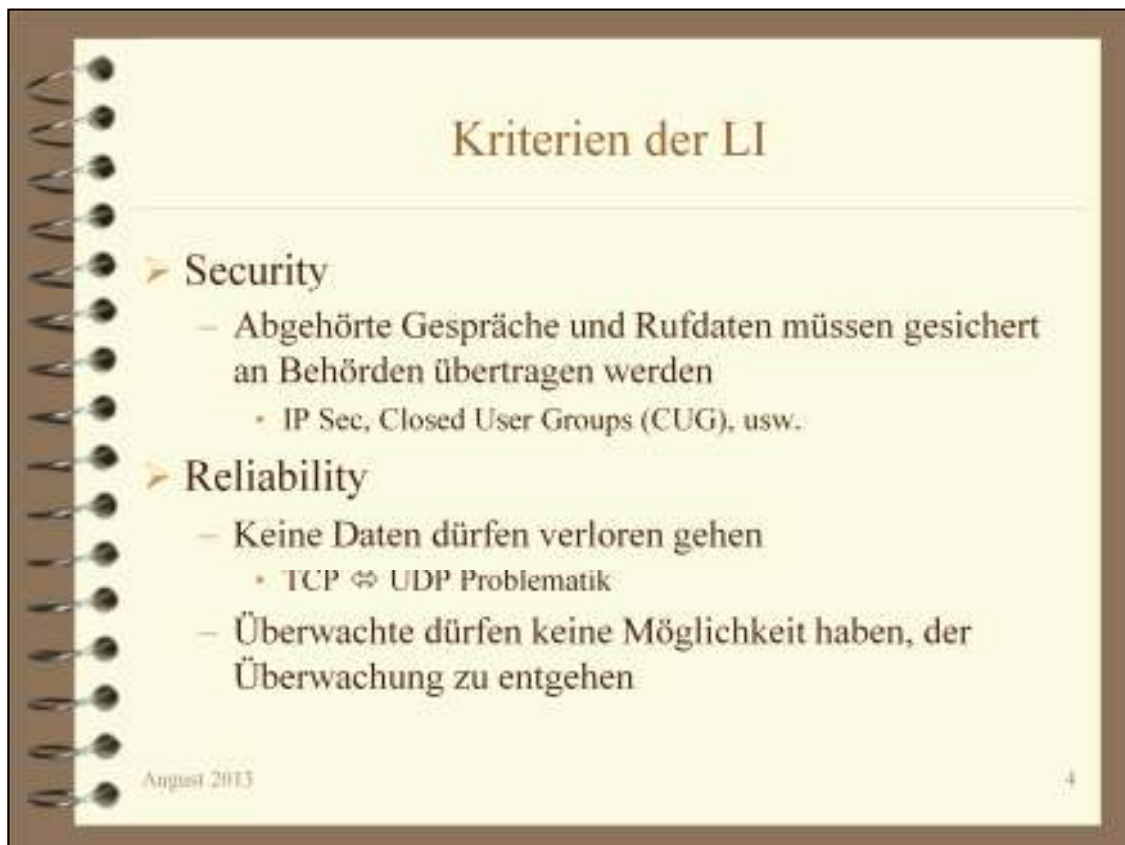 Kriterien der LI
➢ Security
– Abgehörte Gespräche und Rufdaten müssen gesichert
an Behörden übertragen werden
• IP Sec, Closed User Groups (CUG), usw.
➢ Reliability
– Keine Daten dürfen verloren gehen
• TCP ⇔ UDP Problematik
– Überwachte dürfen keine Möglichkeit haben, der
Überwachung zu entgehen
August 2013
4